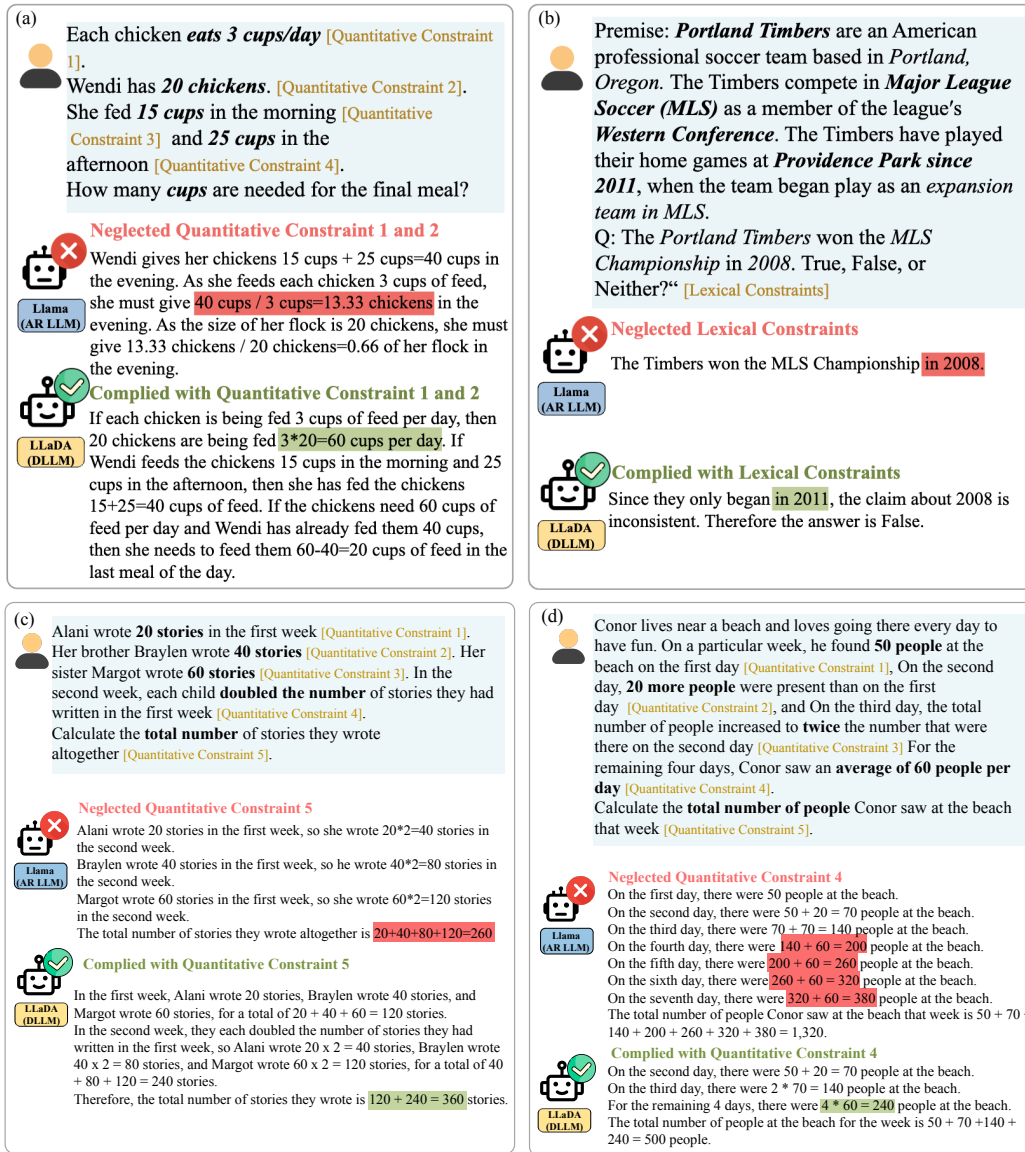 (a)
Each chicken eats 3 cups/day [Quantitative Constraint
1].
Wendi has 20 chickens. [Quantitative Constraint 2].
She fed 15 cups in the morning [Quantitative
Constraint 3] and 25 cups in the
afternoon [Quantitative Constraint 4].
How many cups are needed for the final meal?
Neglected Quantitative Constraint 1 and 2
Llama
(AR LLM)
Wendi gives her chickens 15 cups + 25 cups=40 cups in
the evening. As she feeds each chicken 3 cups of feed,
she must give 40 cups / 3 cups=13.33 chickens in the
evening. As the size of her flock is 20 chickens, she must
give 13.33 chickens / 20 chickens=0.66 of her flock in
the evening.
Complied with Quantitative Constraint 1 and 2
LLaDA
(DLLM)
If each chicken is being fed 3 cups of feed per day, then
20 chickens are being fed 3*20=60 cups per day. If
Wendi feeds the chickens 15 cups in the morning and 25
cups in the afternoon, then she has fed the chickens
15+25=40 cups of feed. If the chickens need 60 cups of
feed per day and Wendi has already fed them 40 cups,
then she needs to feed them 60-40=20 cups of feed in the
last meal of the day.
(b)
Premise: Portland Timbers are an American
professional soccer team based in Portland,
Oregon. The Timbers compete in Major League
Soccer (MLS) as a member of the league's
Western Conference. The Timbers have played
their home games at Providence Park since
2011, when the team began play as an expansion
team in MLS.
Q: The Portland Timbers won the MLS
Championship in 2008. True, False, or
Neither?“ [Lexical Constraints]
Neglected Lexical Constraints
Llama
(AR LLM)
The Timbers won the MLS Championship in 2008.
Complied with Lexical Constraints
LLaDA
(DLLM)
Since they only began in 2011, the claim about 2008 is
inconsistent. Therefore the answer is False.
(c)
Alani wrote 20 stories in the first week [Quantitative Constraint 1].
Her brother Braylen wrote 40 stories [Quantitative Constraint 2]. Her
sister Margot wrote 60 stories [Quantitative Constraint 3]. In the
second week, each child doubled the number of stories they had
written in the first week [Quantitative Constraint 4].
Calculate the total number of stories they wrote
altogether [Quantitative Constraint 5].
Neglected Quantitative Constraint 5
Llama
(AR LLM)
Alani wrote 20 stories in the first week, so she wrote 20*2=40 stories in
the second week.
Braylen wrote 40 stories in the first week, so he wrote 40*2=80 stories in
the second week.
Margot wrote 60 stories in the first week, so she wrote 60*2=120 stories
in the second week.
The total number of stories they wrote altogether is 20+40+80+120=260
Complied with Quantitative Constraint 5
LLaDA
(DLLM)
In the first week, Alani wrote 20 stories, Braylen wrote 40 stories, and
Margot wrote 60 stories, for a total of 20 + 40 + 60 = 120 stories.
In the second week, they each doubled the number of stories they had
written in the first week, so Alani wrote 20 x 2 = 40 stories, Braylen wrote
40 x 2 = 80 stories, and Margot wrote 60 x 2 = 120 stories, for a total of 40
+ 80 + 120 = 240 stories.
Therefore, the total number of stories they wrote is 120 + 240 = 360 stories.
(d)
Conor lives near a beach and loves going there every day to
have fun. On a particular week, he found 50 people at the
beach on the first day [Quantitative Constraint 1], On the second
day, 20 more people were present than on the first
day [Quantitative Constraint 2], and On the third day, the total
number of people increased to twice the number that were
there on the second day [Quantitative Constraint 3] For the
remaining four days, Conor saw an average of 60 people per
day [Quantitative Constraint 4].
Calculate the total number of people Conor saw at the beach
that week [Quantitative Constraint 5].
Neglected Quantitative Constraint 4
Llama
(AR LLM)
On the first day, there were 50 people at the beach.
On the second day, there were 50 + 20 = 70 people at the beach.
On the third day, there were 70 + 70 = 140 people at the beach.
On the fourth day, there were 140 + 60 = 200 people at the beach.
On the fifth day, there were 200 + 60 = 260 people at the beach.
On the sixth day, there were 260 + 60 = 320 people at the beach.
On the seventh day, there were 320 + 60 = 380 people at the beach.
The total number of people Conor saw at the beach that week is 50 + 70 +
140 + 200 + 260 + 320 + 380 = 1,320.
Complied with Quantitative Constraint 4
LLaDA
(DLLM)
On the second day, there were 50 + 20 = 70 people at the beach.
On the third day, there were 2 * 70 = 140 people at the beach.
For the remaining 4 days, there were 4 * 60 = 240 people at the beach.
The total number of people at the beach for the week is 50 + 70 +140 +
240 = 500 people.